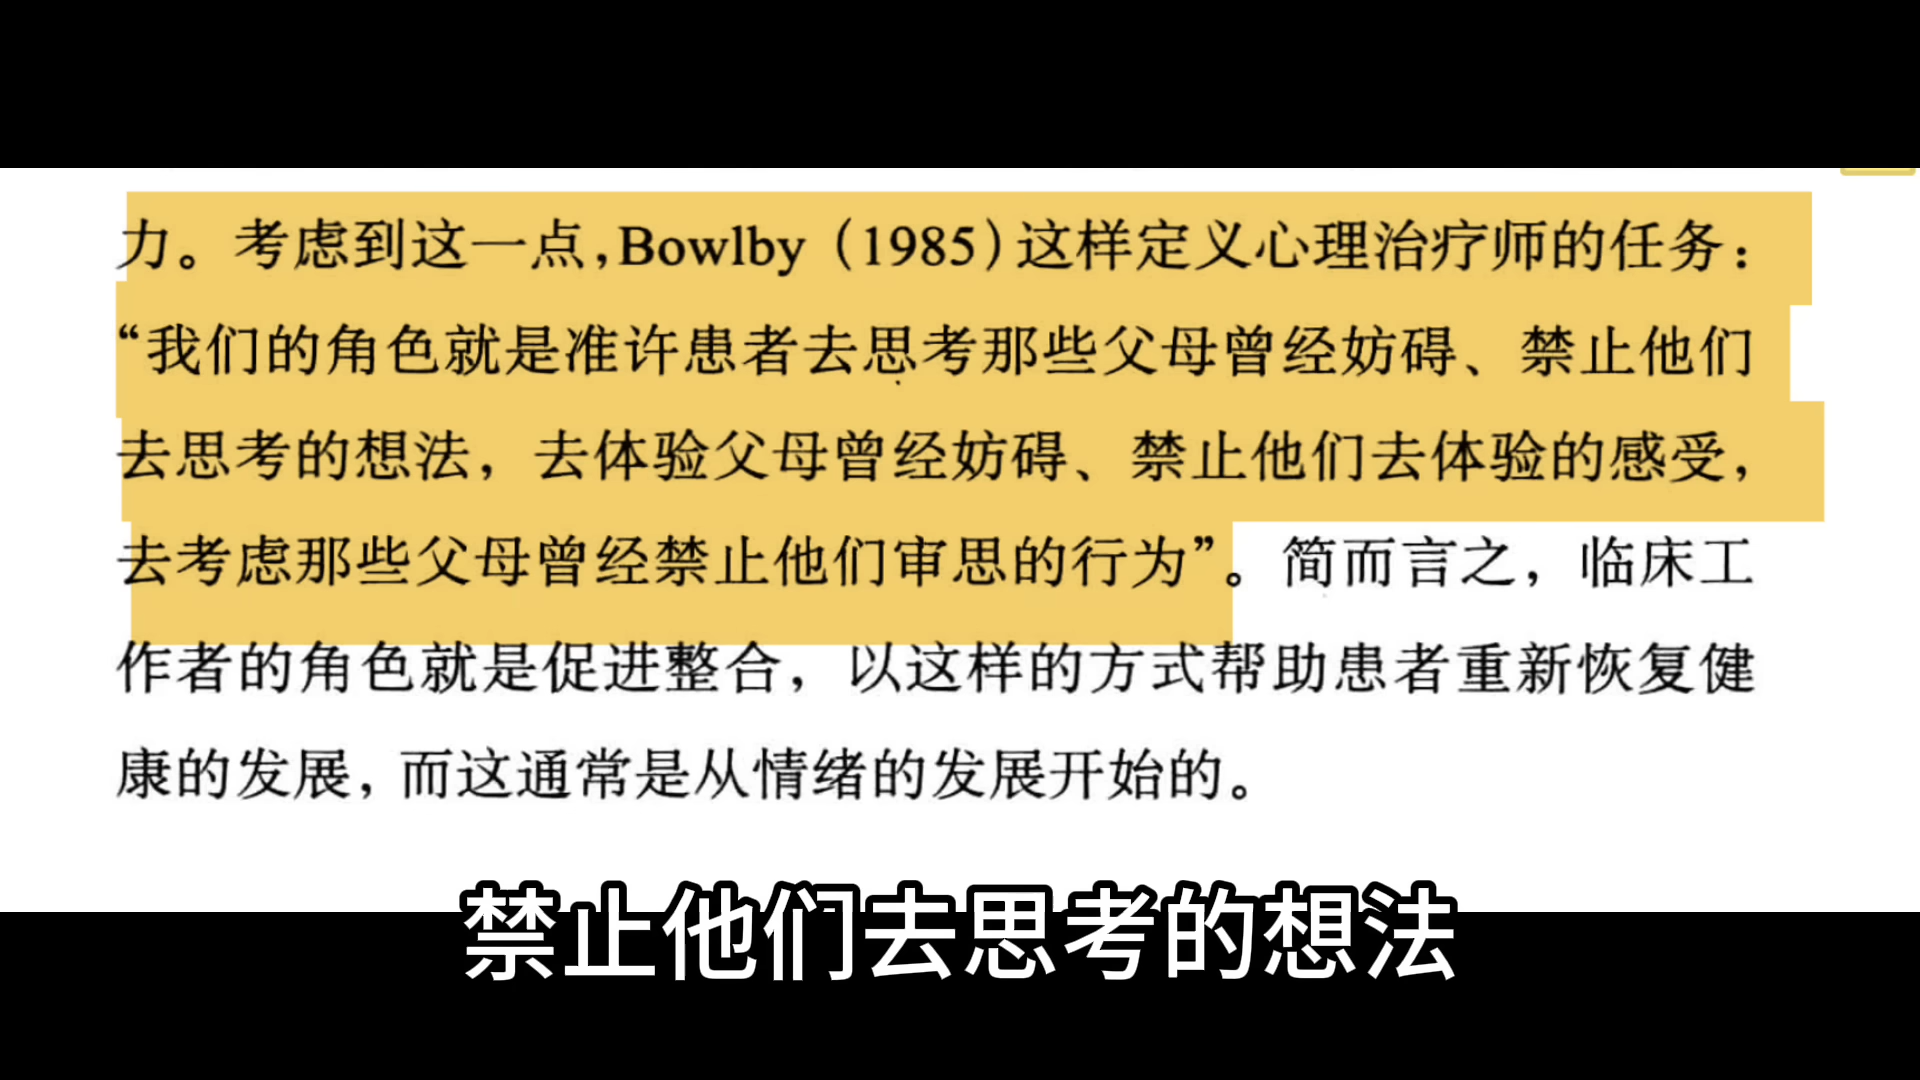 力。考虑到这一点,Bowlby（1985）这样定义心理治疗师的任务：
“我们的角色就是准许患者去思考那些父母曾经妨碍、禁止他们
去思考的想法，去体验父母曾经妨碍、禁止他们去体验的感受，
去考虑那些父母曾经禁止他们审思的行为”。简而言之，临床工
作者的角色就是促进整合，以这样的方式帮助患者重新恢复健
康的发展，而这通常是从情绪的发展开始的。
禁止他们去思考的想法